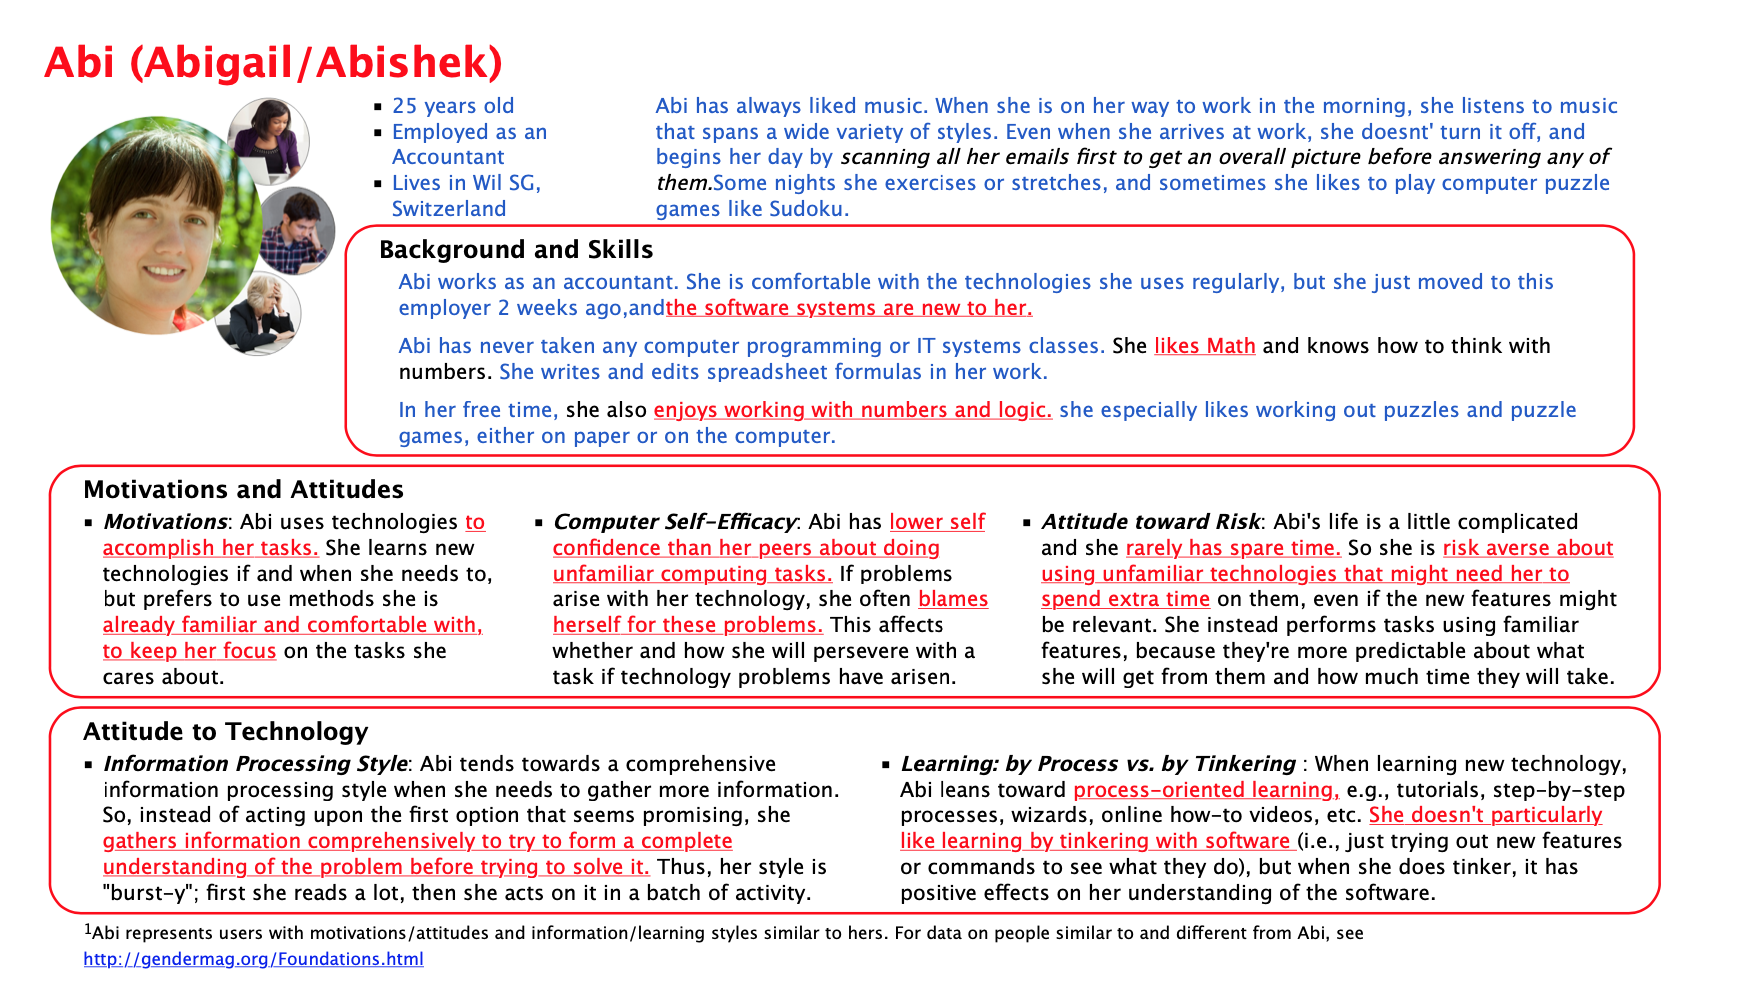 Abi (Abigail/Abishek)
▪ 25 years old
▪ Employed as an
Accountant
▪ Lives in Wil SG,
Switzerland
Abi has always liked music. When she is on her way to work in the morning, she listens to music
that spans a wide variety of styles. Even when she arrives at work, she doesnt' turn it off, and
begins her day by scanning all her emails first to get an overall picture before answering any of
them.Some nights she exercises or stretches, and sometimes she likes to play computer puzzle
games like Sudoku.
Background and Skills
Abi works as an accountant. She is comfortable with the technologies she uses regularly, but she just moved to this
employer 2 weeks ago,andthe software systems are new to her.
Abi has never taken any computer programming or IT systems classes. She likes Math and knows how to think with
numbers. She writes and edits spreadsheet formulas in her work.
In her free time, she also enjoys working with numbers and logic. she especially likes working out puzzles and puzzle
games, either on paper or on the computer.
Motivations and Attitudes
▪ Motivations: Abi uses technologies to
accomplish her tasks. She learns new
technologies if and when she needs to,
but prefers to use methods she is
already familiar and comfortable with,
to keep her focus on the tasks she
cares about.
▪ Computer Self-Efficacy: Abi has lower self
confidence than her peers about doing
unfamiliar computing tasks. If problems
arise with her technology, she often blames
herself for these problems. This affects
whether and how she will persevere with a
task if technology problems have arisen.
▪ Attitude toward Risk: Abi's life is a little complicated
and she rarely has spare time. So she is risk averse about
using unfamiliar technologies that might need her to
spend extra time on them, even if the new features might
be relevant. She instead performs tasks using familiar
features, because they're more predictable about what
she will get from them and how much time they will take.
Attitude to Technology
▪ Information Processing Style: Abi tends towards a comprehensive
information processing style when she needs to gather more information.
So, instead of acting upon the first option that seems promising, she
gathers information comprehensively to try to form a complete
understanding of the problem before trying to solve it. Thus, her style is
"burst-y"; first she reads a lot, then she acts on it in a batch of activity.
▪ Learning: by Process vs. by Tinkering : When learning new technology,
Abi leans toward process-oriented learning, e.g., tutorials, step-by-step
processes, wizards, online how-to videos, etc. She doesn't particularly
like learning by tinkering with software (i.e., just trying out new features
or commands to see what they do), but when she does tinker, it has
positive effects on her understanding of the software.
1Abi represents users with motivations/attitudes and information/learning styles similar to hers. For data on people similar to and different from Abi, see
http://gendermag.org/Foundations.html